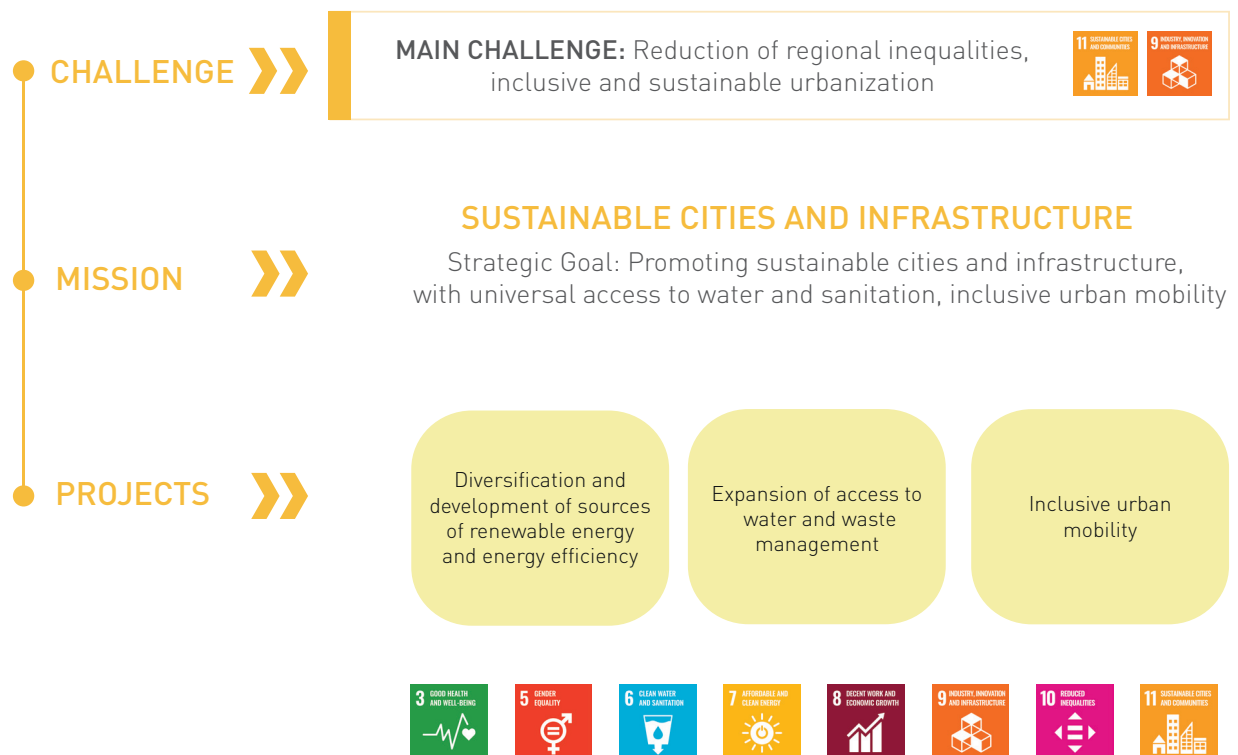 CHALLENGE
MAIN CHALLENGE: Reduction of regional inequalities,
inclusive and sustainable urbanization
11 SUSTAINABLE CITIES
AND COMMUNITIES
9 INDUSTRY, INNOVATION
AND INFRASTRUCTURE
MISSION
SUSTAINABLE CITIES AND INFRASTRUCTURE
Strategic Goal: Promoting sustainable cities and infrastructure,
with universal access to water and sanitation, inclusive urban mobility
PROJECTS
Diversification and
development of sources
of renewable energy
and energy efficiency
Expansion of access to
water and waste
management
Inclusive urban
mobility
3 GOOD HEALTH
AND WELL-BEING
5 GENDER
EQUALITY
6 CLEAN WATER
AND SANITATION
7 AFFORDABLE AND
CLEAN ENERGY
8 DECENT WORK AND
ECONOMIC GROWTH
9 INDUSTRY, INNOVATION
AND INFRASTRUCTURE
10 REDUCED
INEQUALITIES
11 SUSTAINABLE CITIES
AND COMMUNITIES